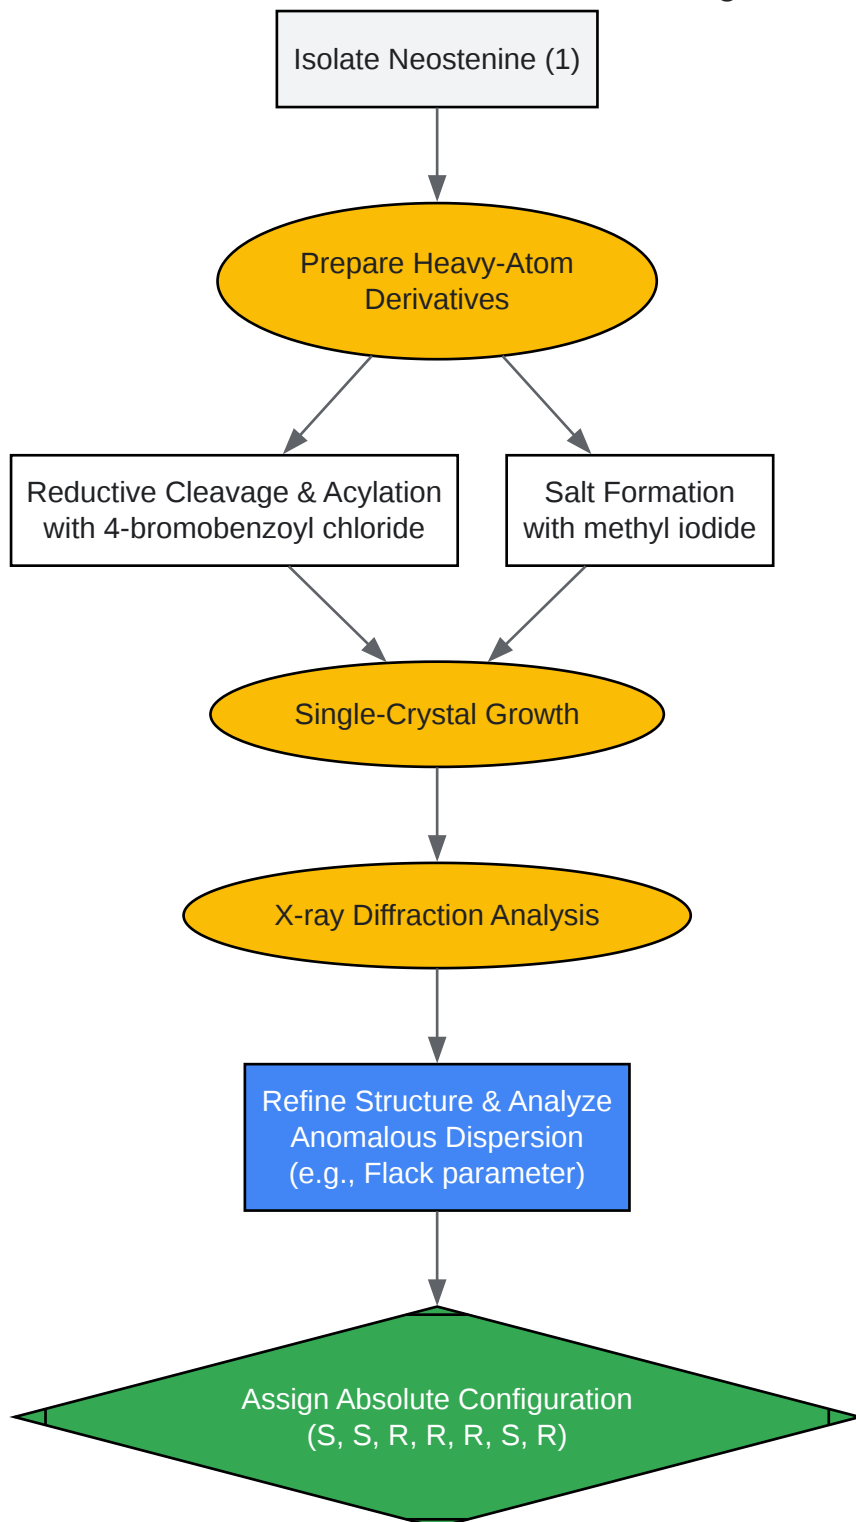 Isolate Neostenine (1)
Prepare Heavy-Atom
Derivatives
Reductive Cleavage & Acylation
with 4-bromobenzoyl chloride
Salt Formation
with methyl iodide
Single-Crystal Growth
X-ray Diffraction Analysis
Refine Structure & Analyze
Anomalous Dispersion
(e.g., Flack parameter)
Assign Absolute Configuration
(S, S, R, R, R, S, R)